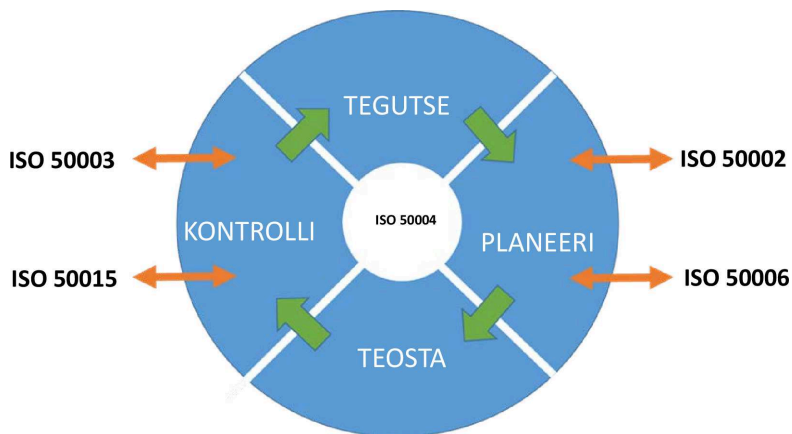 TEGUTSE
ISO 50003
ISO 50002
KONTROLLI
ISO 50004
PLANEERI
ISO 50015
ISO 50006
TEOSTA